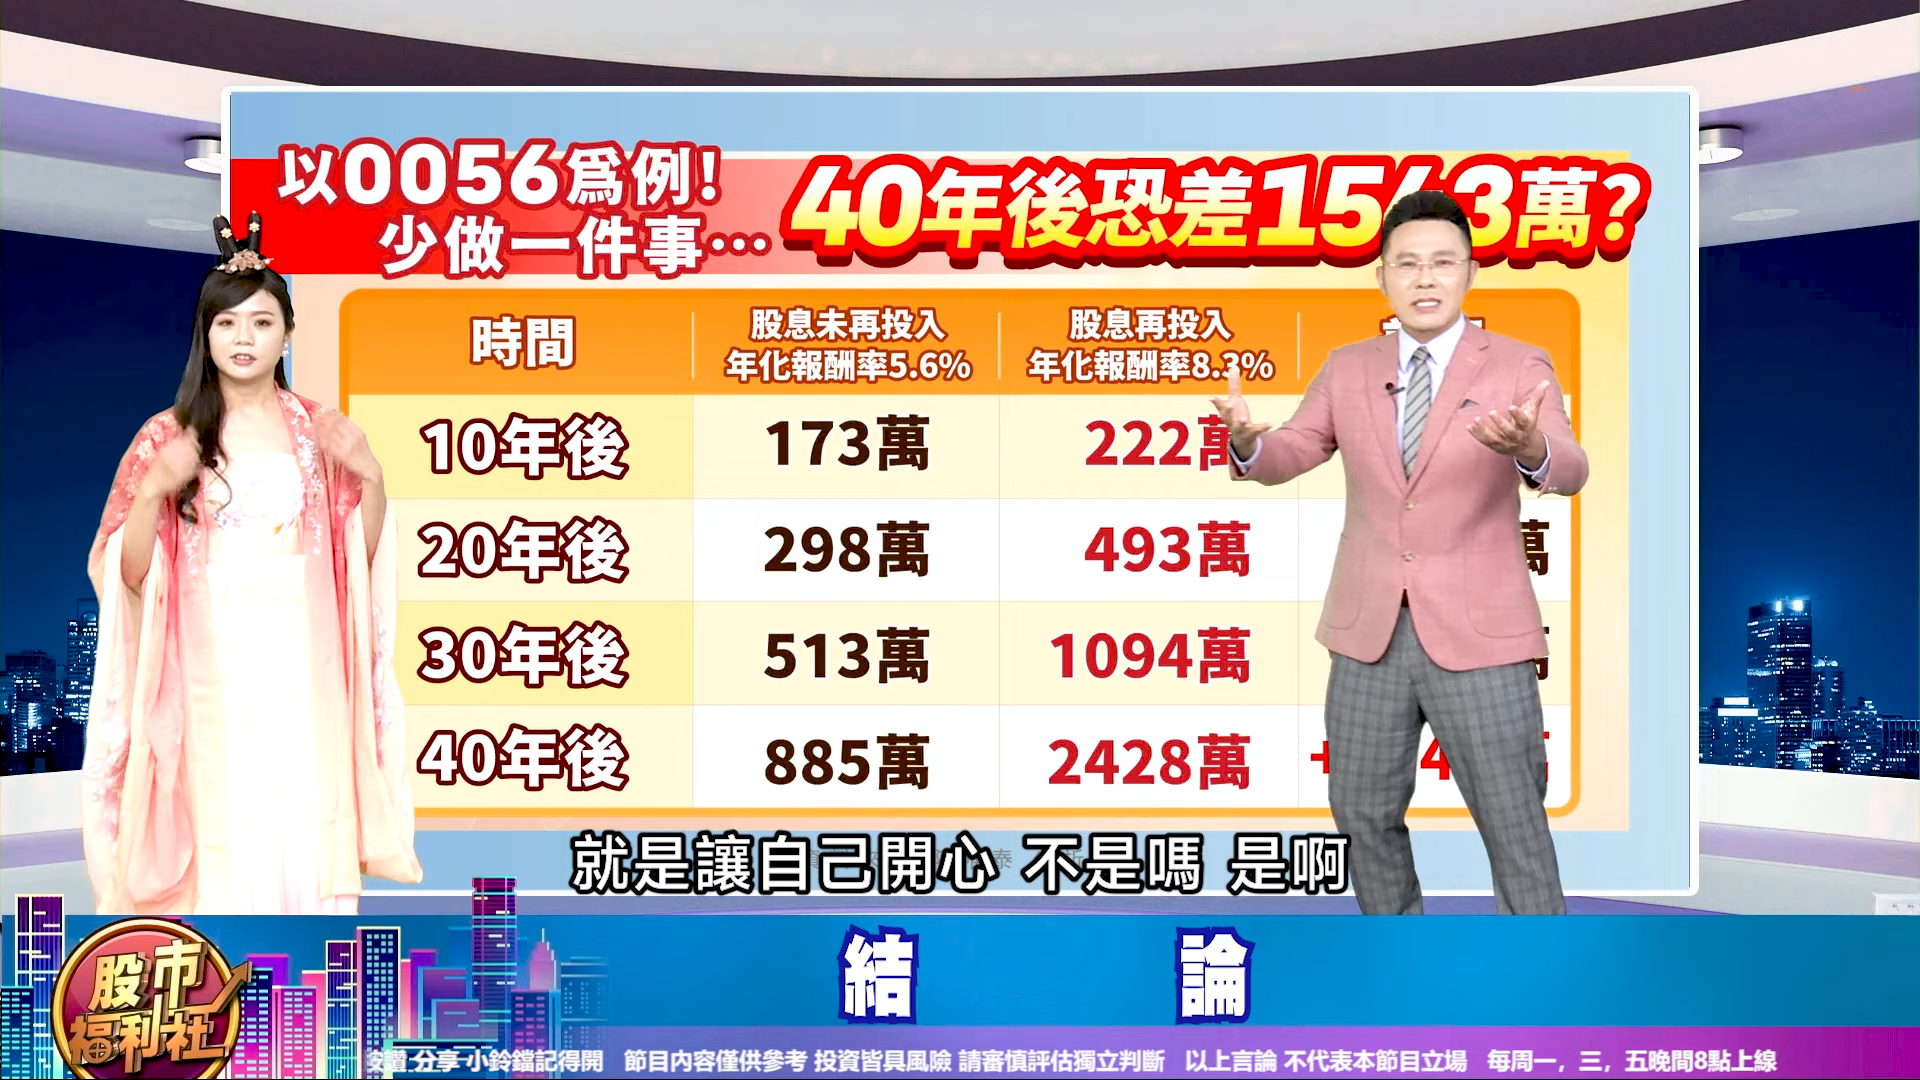 以0056為例!
少做一件事…
40年後恐差1543萬?
時間
股息未再投入
年化報酬率5.6%
股息再投入
年化報酬率8.3%
10年後
173萬
222萬
20年後
298萬
493萬
萬
30年後
513萬
1094萬
40年後
885萬
2428萬
就是讓自己開心 不是嗎 是啊
結論
股市
福利社
分享 小鈴鐺記得開 節目內容僅供參考 投資皆具風險 請審慎評估獨立判斷 以上言論 不代表本節目立場 每周一，三，五晚間8點上線